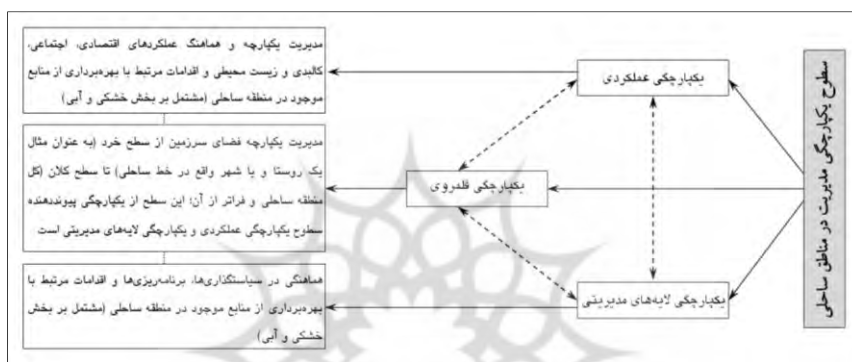 سطوح یکپارچگی مدیریت در مناطق ساحلی
یکپارچگی عملکردی
یکپارچگی قلمروی
یکپارچگی لایه‌های مدیریتی
مدیریت یکپارچه و هماهنگ عملکردهای اقتصادی، اجتماعی،
کالبدی و زیست محیطی و اقدامات مرتبط با بهره‌برداری از منابع
موجود در منطقه ساحلی (مشتمل بر بخش خشکی و آبی)
مدیریت یکپارچه فضای سرزمین از سطح خرد (به عنوان مثال
یک روستا و یا شهر واقع در خط ساحلی) تا سطح کلان (کل
منطقه ساحلی و فراتر از آن؛ این سطح از یکپارچگی پیونددهنده
سطوح یکپارچگی عملکردی و یکپارچگی لایه‌های مدیریتی است
هماهنگی در سیاستگذاری‌ها، برنامه‌ریزی‌ها و اقدامات مرتبط با
بهره‌برداری از منابع موجود در منطقه ساحلی (مشتمل بر بخش
خشکی و آبی)